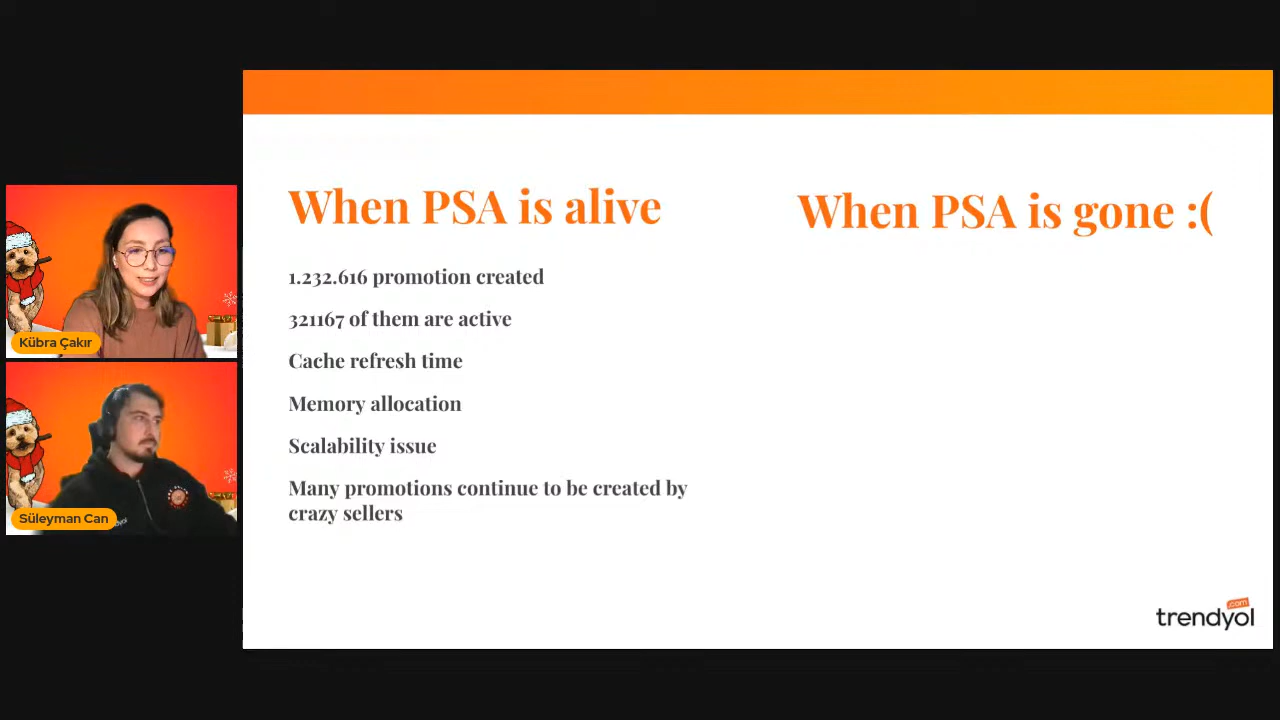 When PSA is alive
1.232.616 promotion created
321167 of them are active
Cache refresh time
Memory allocation
Scalability issue
Many promotions continue to be created by
crazy sellers
When PSA is gone :(
Kübra Çakır
Süleyman Can
trendyol
.com